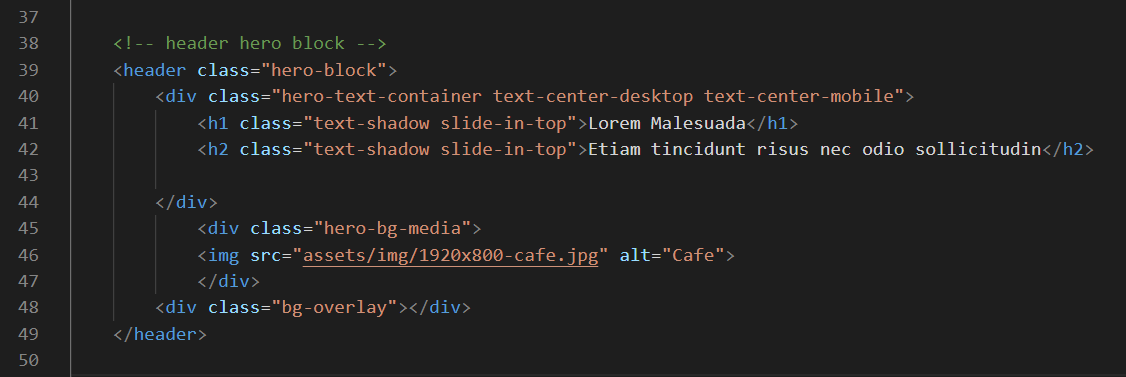 37
38 <!-- header hero block -->
39 <header class="hero-block">
40 <div class="hero-text-container text-center-desktop text-center-mobile">
41 <h1 class="text-shadow slide-in-top">Lorem Malesuada</h1>
42 <h2 class="text-shadow slide-in-top">Etiam tincidunt risus nec odio sollicitudin</h2>
43
44 </div>
45 <div class="hero-bg-media">
46 <img src="assets/img/1920x800-cafe.jpg" alt="Cafe">
47 </div>
48 <div class="bg-overlay"></div>
49 </header>
50